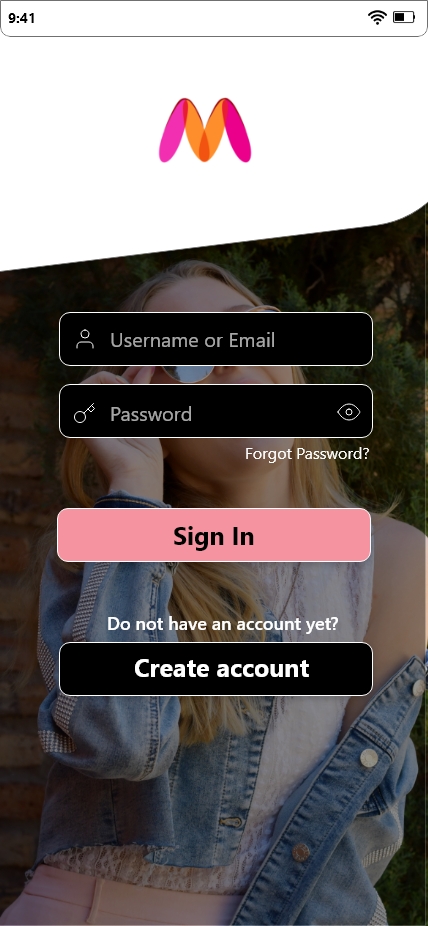 9:41
Username or Email
Password
Forgot Password?
Sign In
Do not have an account yet?
Create account